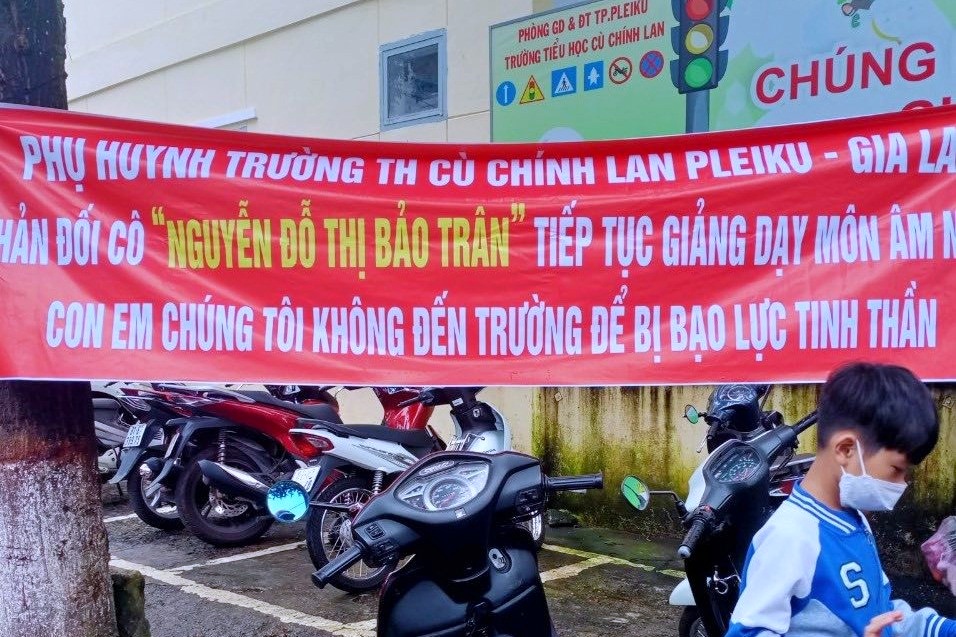 PHÒNG GD & ĐT TP.PLEIKU
TRƯỜNG TIỂU HỌC CÙ CHÍNH LAN
CHÚNG
PHỤ HUYNH TRƯỜNG TH CÙ CHÍNH LAN PLEIKU - GIA LA
HẢN ĐỐI CÔ "NGUYỄN ĐỖ THỊ BẢO TRÂN" TIẾP TỤC GIẢNG DẠY MÔN ÂM N
CON EM CHÚNG TÔI KHÔNG ĐẾN TRƯỜNG ĐỂ BỊ BẠO LỰC TINH THẦN
S